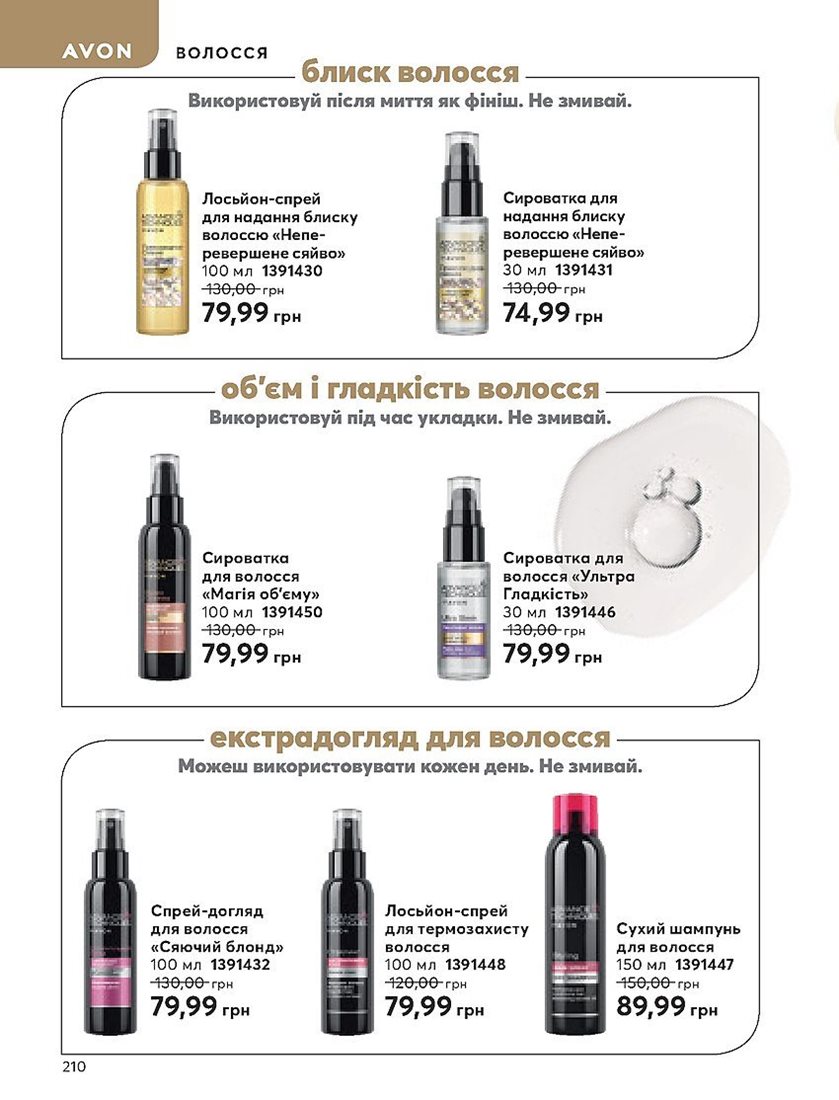 AVON
ВОЛОССЯ
блиск волосся
Використовуй після миття як фініш. Не змивай.
Лосьйон-спрей
для надання блиску
волоссю «Непе-
ревершене сяйво»
100 мл 1391430
130,00 грн
79,99 грн
Сироватка для
надання блиску
волоссю «Непе-
ревершене сяйво»
30 мл 1391431
130,00 грн
74,99 грн
об’єм і гладкість волосся
Використовуй під час укладки. Не змивай.
Сироватка
для волосся
«Магія об’єму»
100 мл 1391450
130,00 грн
79,99 грн
Сироватка для
волосся «Ультра
Гладкість»
30 мл 1391446
130,00 грн
79,99 грн
екстрадогляд для волосся
Можеш використовувати кожен день. Не змивай.
Спрей-догляд
для волосся
«Сяючий блонд»
100 мл 1391432
130,00 грн
79,99 грн
Лосьйон-спрей
для термозахисту
волосся
100 мл 1391448
120,00 грн
79,99 грн
Сухий шампунь
для волосся
150 мл 1391447
150,00 грн
89,99 грн
210